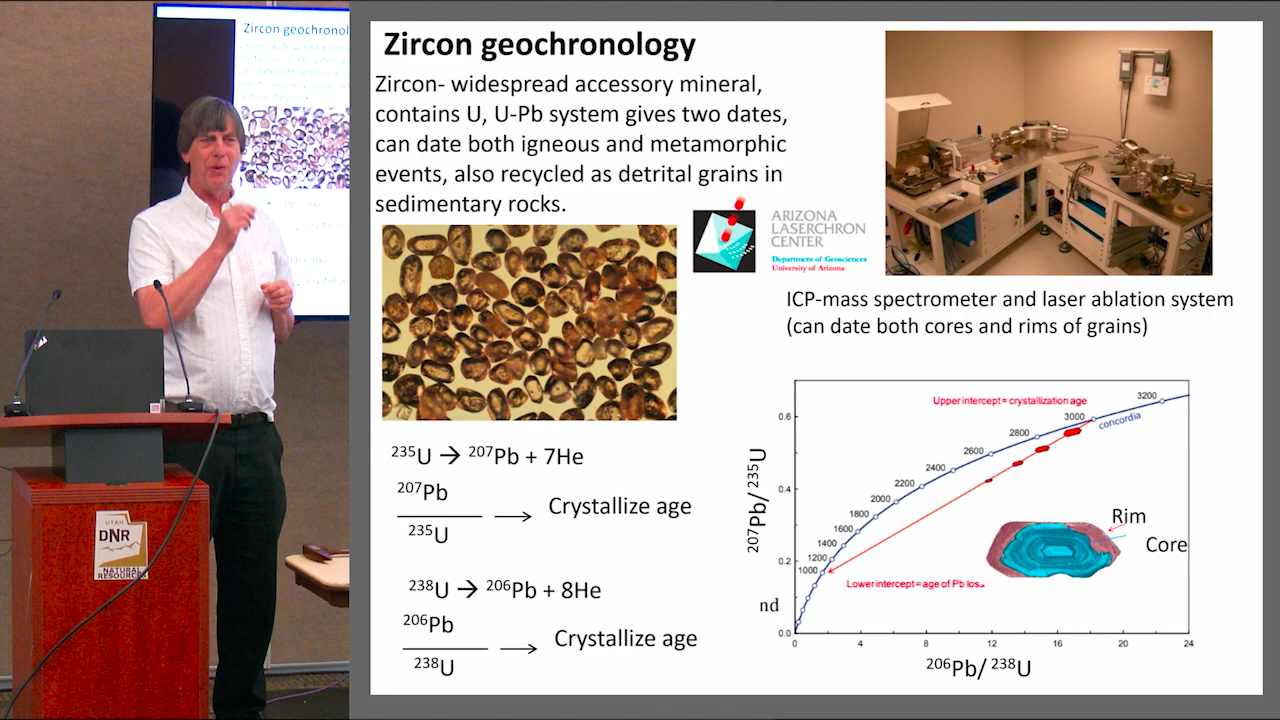 Zircon geochronol
Zircon geochronology
Zircon- widespread accessory mineral,
contains U, U-Pb system gives two dates,
can date both igneous and metamorphic
events, also recycled as detrital grains in
sedimentary rocks.
ARIZONA
LASERCHRON
CENTER
Department of Geosciences
University of Arizona
ICP-mass spectrometer and laser ablation system
(can date both cores and rims of grains)
²³⁵U → ²⁰⁷Pb + 7He
²⁰⁷Pb
²³⁵U
→ Crystallize age
²³⁸U → ²⁰⁶Pb + 8He
²⁰⁶Pb
²³⁸U
→ Crystallize age
Upper intercept = crystallization age
3200
3000
concordia
2800
2600
2400
2200
2000
1800
1600
1400
1200
1000
Lower intercept = age of Pb los
Rim
Core
nd
²⁰⁷Pb/²³⁵U
0.6
0.4
0.2
0.0
0 4 8 12 16 20 24
²⁰⁶Pb/²³⁸U
UTAH
DNR
NATURAL
RESOURCES